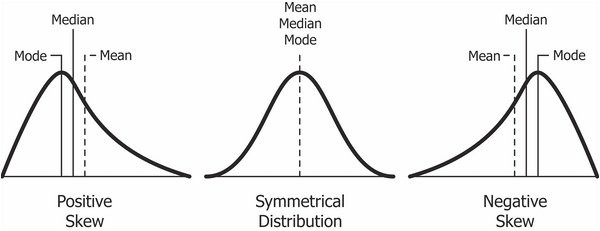 Median
Mode
Mean
Positive
Skew
Mean
Median
Mode
Symmetrical
Distribution
Median
Mean
Mode
Negative
Skew